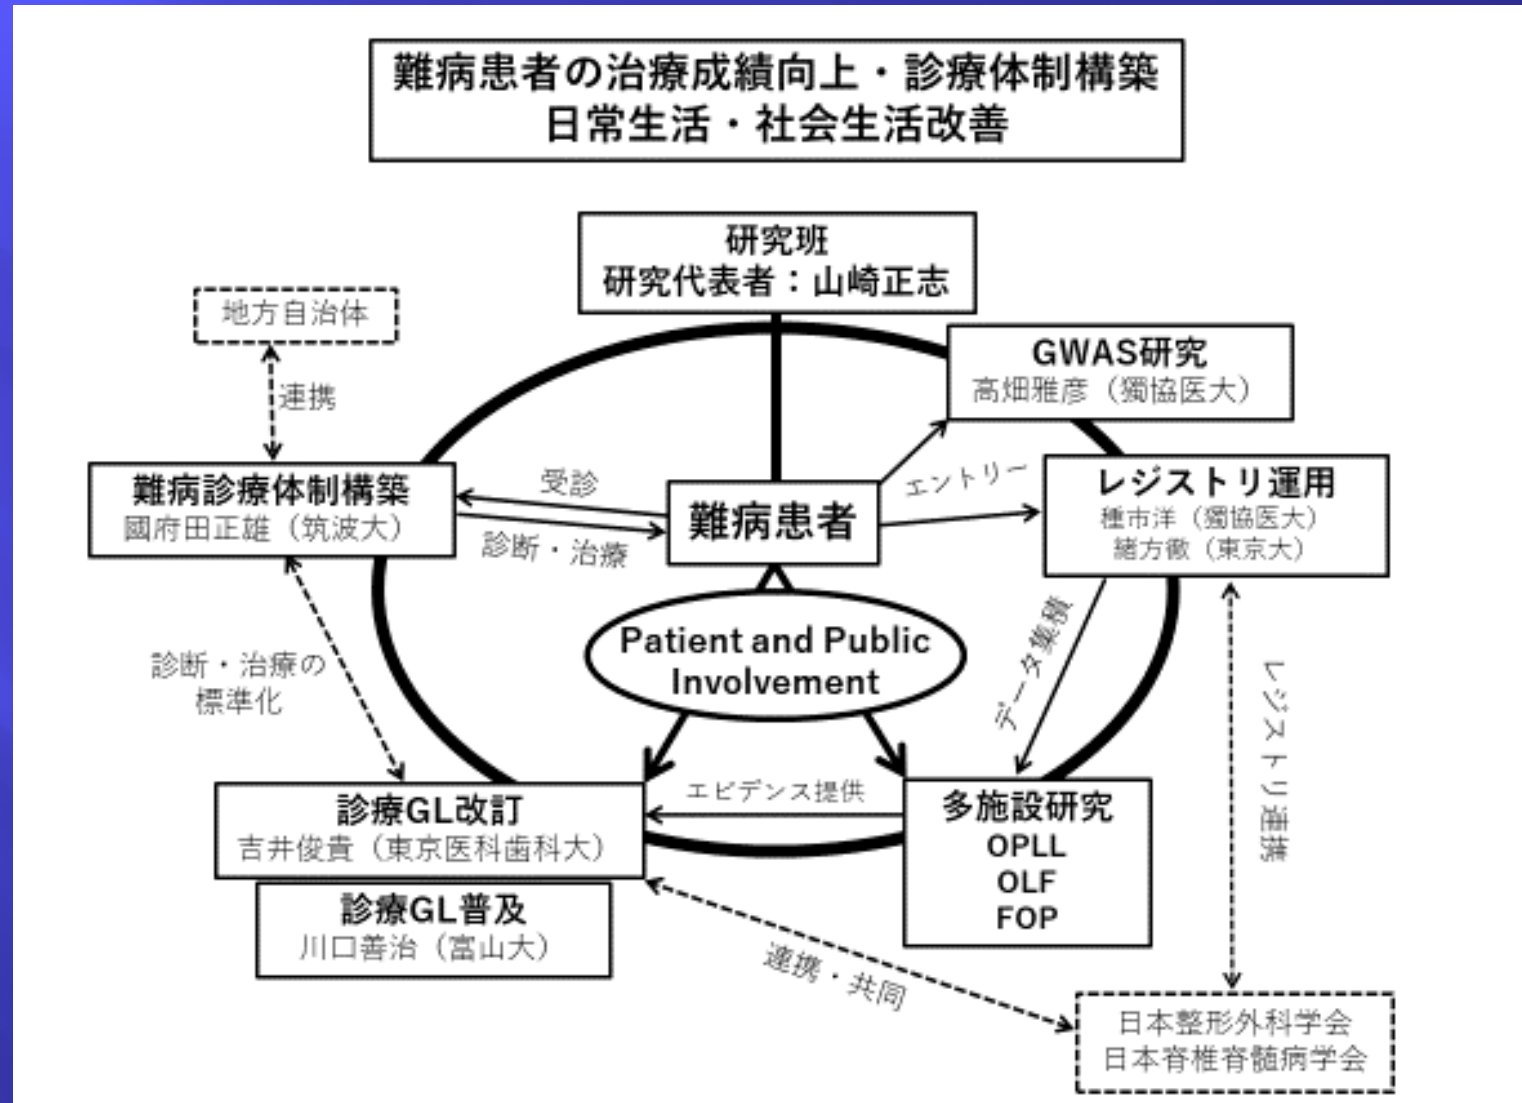 難病患者の治療成績向上・診療体制構築
日常生活・社会生活改善
研究班
研究代表者：山崎正志
地方自治体
連携
GWAS研究
高畑雅彦（獨協医大）
難病診療体制構築
國府田正雄（筑波大）
受診
診断・治療
難病患者
エントリー
レジストリ運用
種市洋（獨協医大）
緒方徹（東京大）
Patient and Public
Involvement
診断・治療の
標準化
データ集積
レジストリ連携
エビデンス提供
診療GL改訂
吉井俊貴（東京医科歯科大）
診療GL普及
川口善治（富山大）
多施設研究
OPLL
OLF
FOP
連携・共同
日本整形外科学会
日本脊椎脊髄病学会